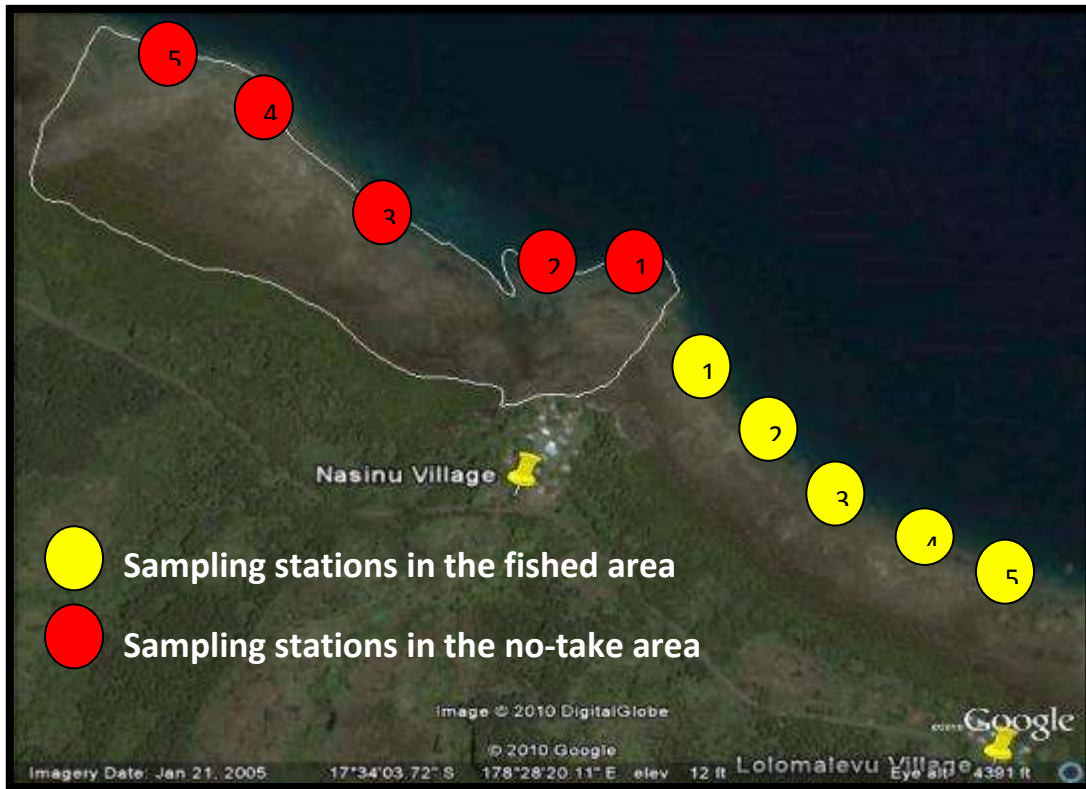 5
4
3
2
1
1
2
3
4
5
Nasinu Village
Sampling stations in the fished area
Sampling stations in the no-take area
Image © 2010 DigitalGlobe
© 2010 Google
Google
Lolomalevu Village
Imagery Date: Jan 21, 2005 17°34'03.72" S 178°28'20.11" E elev 12 ft Eye alt 4391 ft